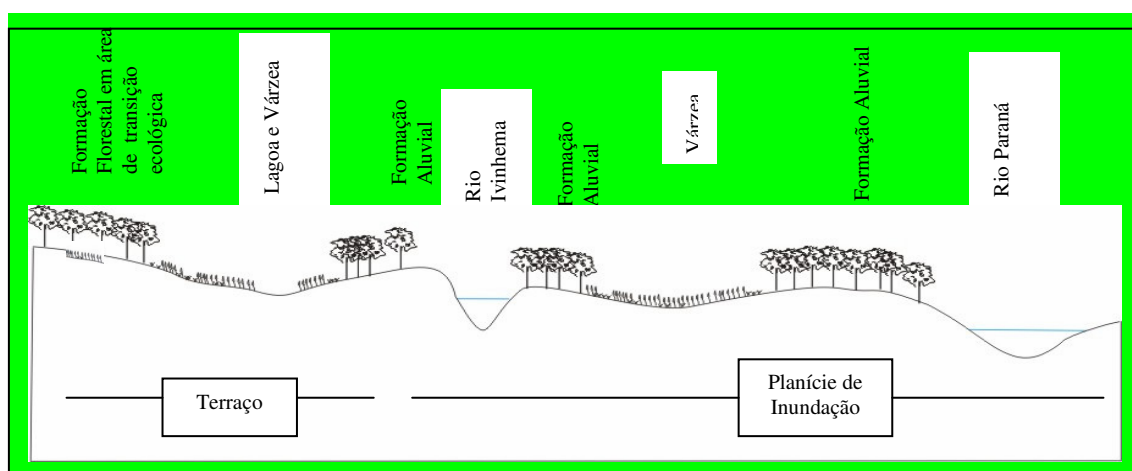 Formação
Florestal em área
de transição
ecológica
Lagoa e Várzea
Formação
Aluvial
Rio
Ivinhema
Formação
Aluvial
Várzea
Formação Aluvial
Rio Paraná
Terraço
Planície de
Inundação